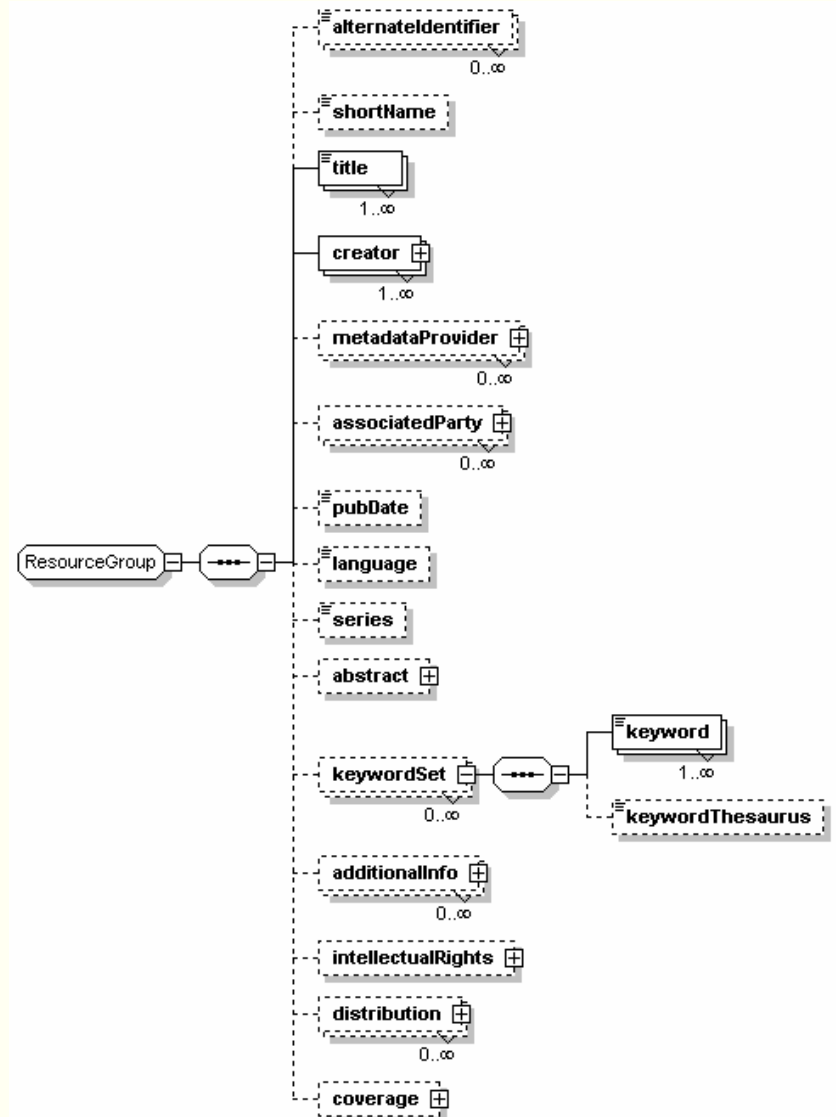 alternateIdentifier
0..∞
shortName
title
1..∞
creator
1..∞
metadataProvider
0..∞
associatedParty
0..∞
pubDate
ResourceGroup
language
series
abstract
keyword
1..∞
keywordSet
0..∞
keywordThesaurus
additionalInfo
0..∞
intellectualRights
distribution
0..∞
coverage